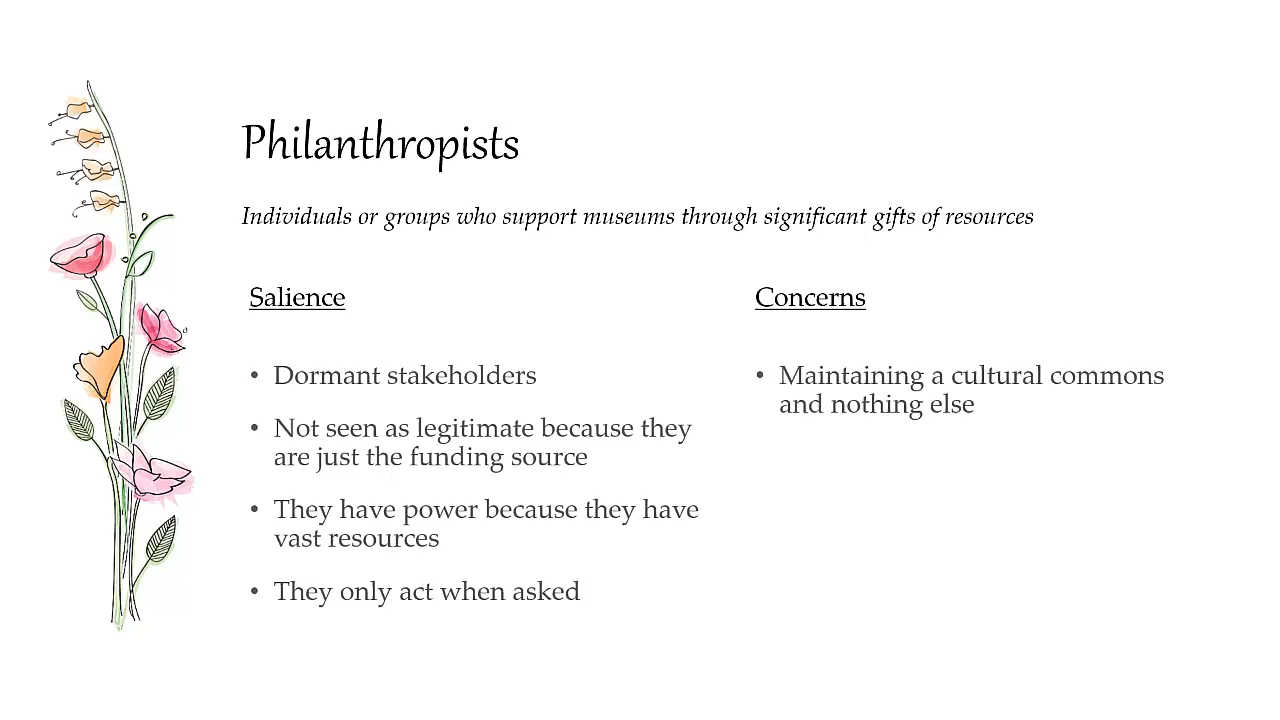 Philanthropists
Individuals or groups who support museums through significant gifts of resources
Salience
• Dormant stakeholders
• Not seen as legitimate because they
are just the funding source
• They have power because they have
vast resources
• They only act when asked
Concerns
• Maintaining a cultural commons
and nothing else